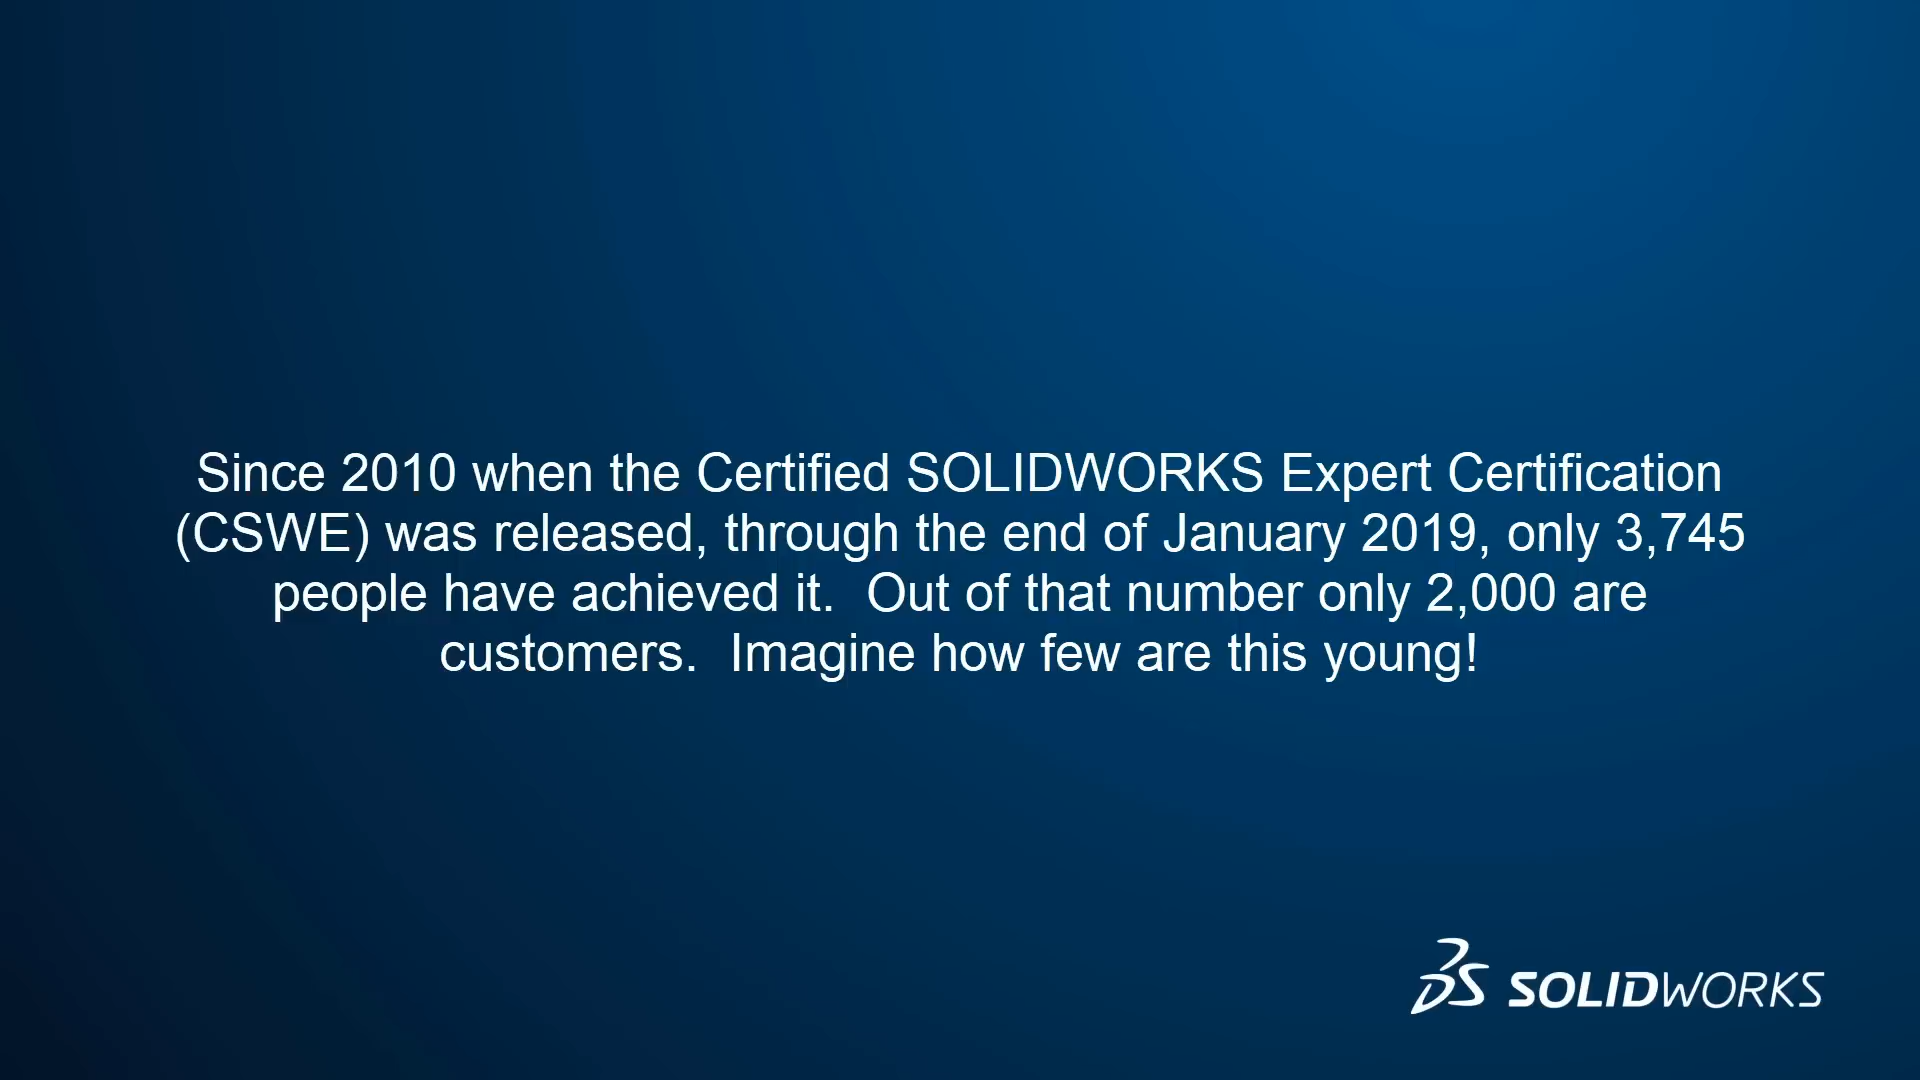 Since 2010 when the Certified SOLIDWORKS Expert Certification
(CSWE) was released, through the end of January 2019, only 3,745
people have achieved it.  Out of that number only 2,000 are
customers.  Imagine how few are this young!
SOLIDWORKS